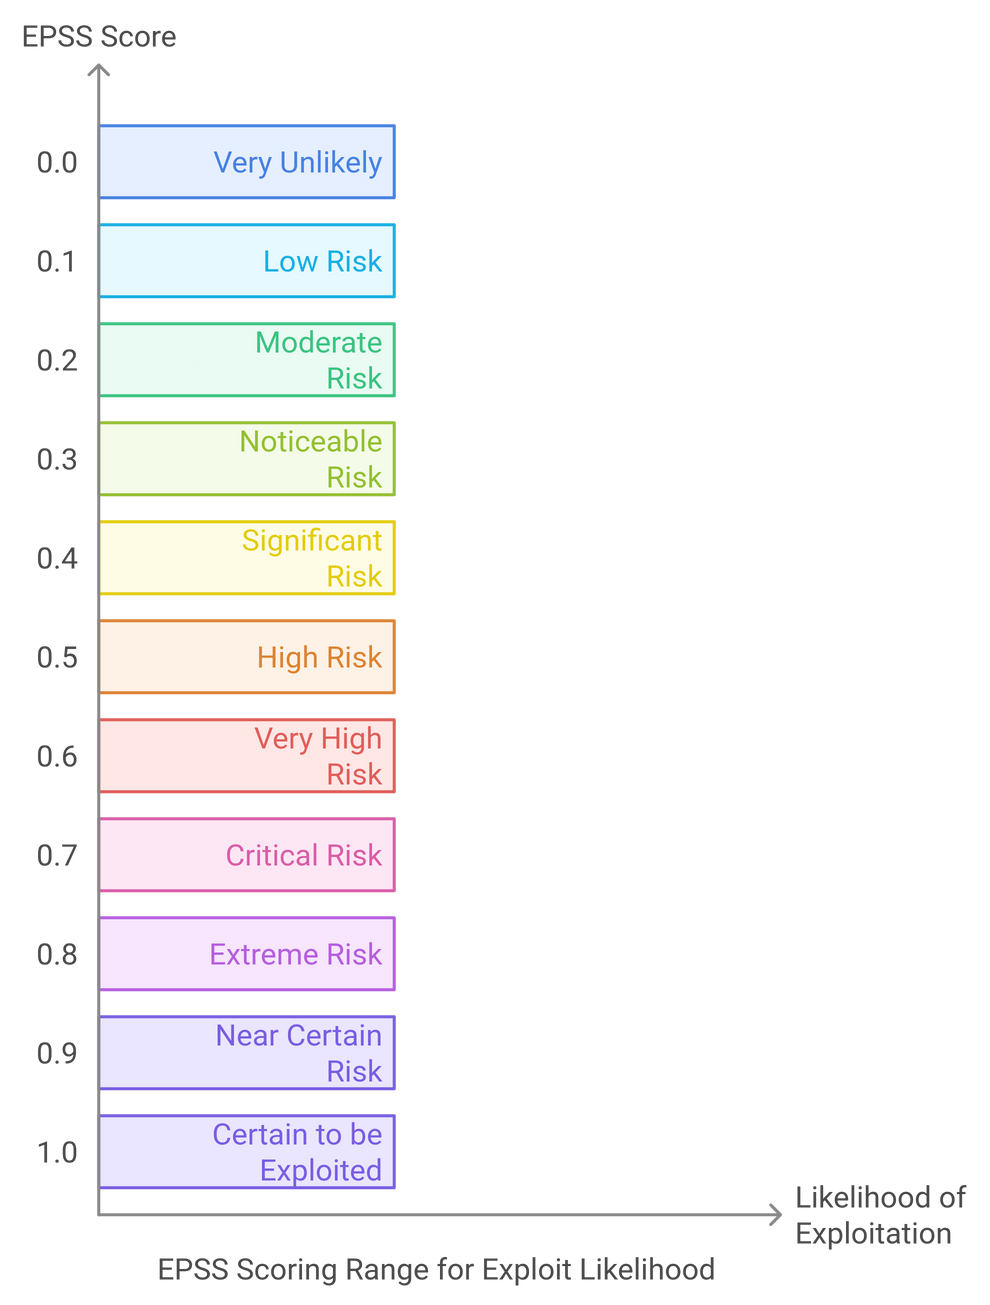 EPSS Score
0.0
Very Unlikely
0.1
Low Risk
0.2
Moderate
Risk
0.3
Noticeable
Risk
0.4
Significant
Risk
0.5
High Risk
0.6
Very High
Risk
0.7
Critical Risk
0.8
Extreme Risk
0.9
Near Certain
Risk
1.0
Certain to be
Exploited
Likelihood of
Exploitation
EPSS Scoring Range for Exploit Likelihood